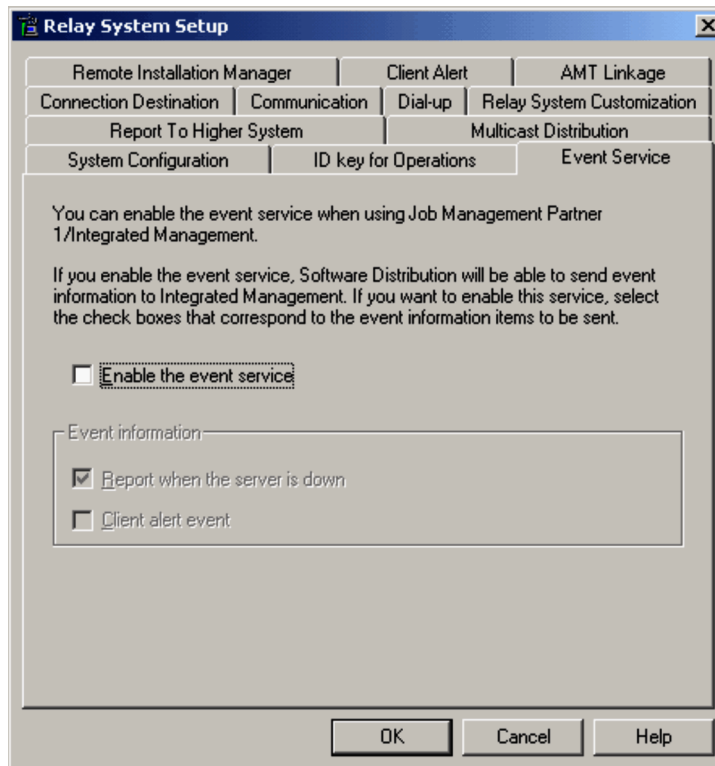 Relay System Setup
Remote Installation Manager
Client Alert
AMT Linkage
Connection Destination
Communication
Dial-up
Relay System Customization
Report To Higher System
Multicast Distribution
System Configuration
ID key for Operations
Event Service
You can enable the event service when using Job Management Partner
1/Integrated Management.
If you enable the event service, Software Distribution will be able to send event
information to Integrated Management. If you want to enable this service, select
the check boxes that correspond to the event information items to be sent.
Enable the event service
Event information
Report when the server is down
Client alert event
OK
Cancel
Help